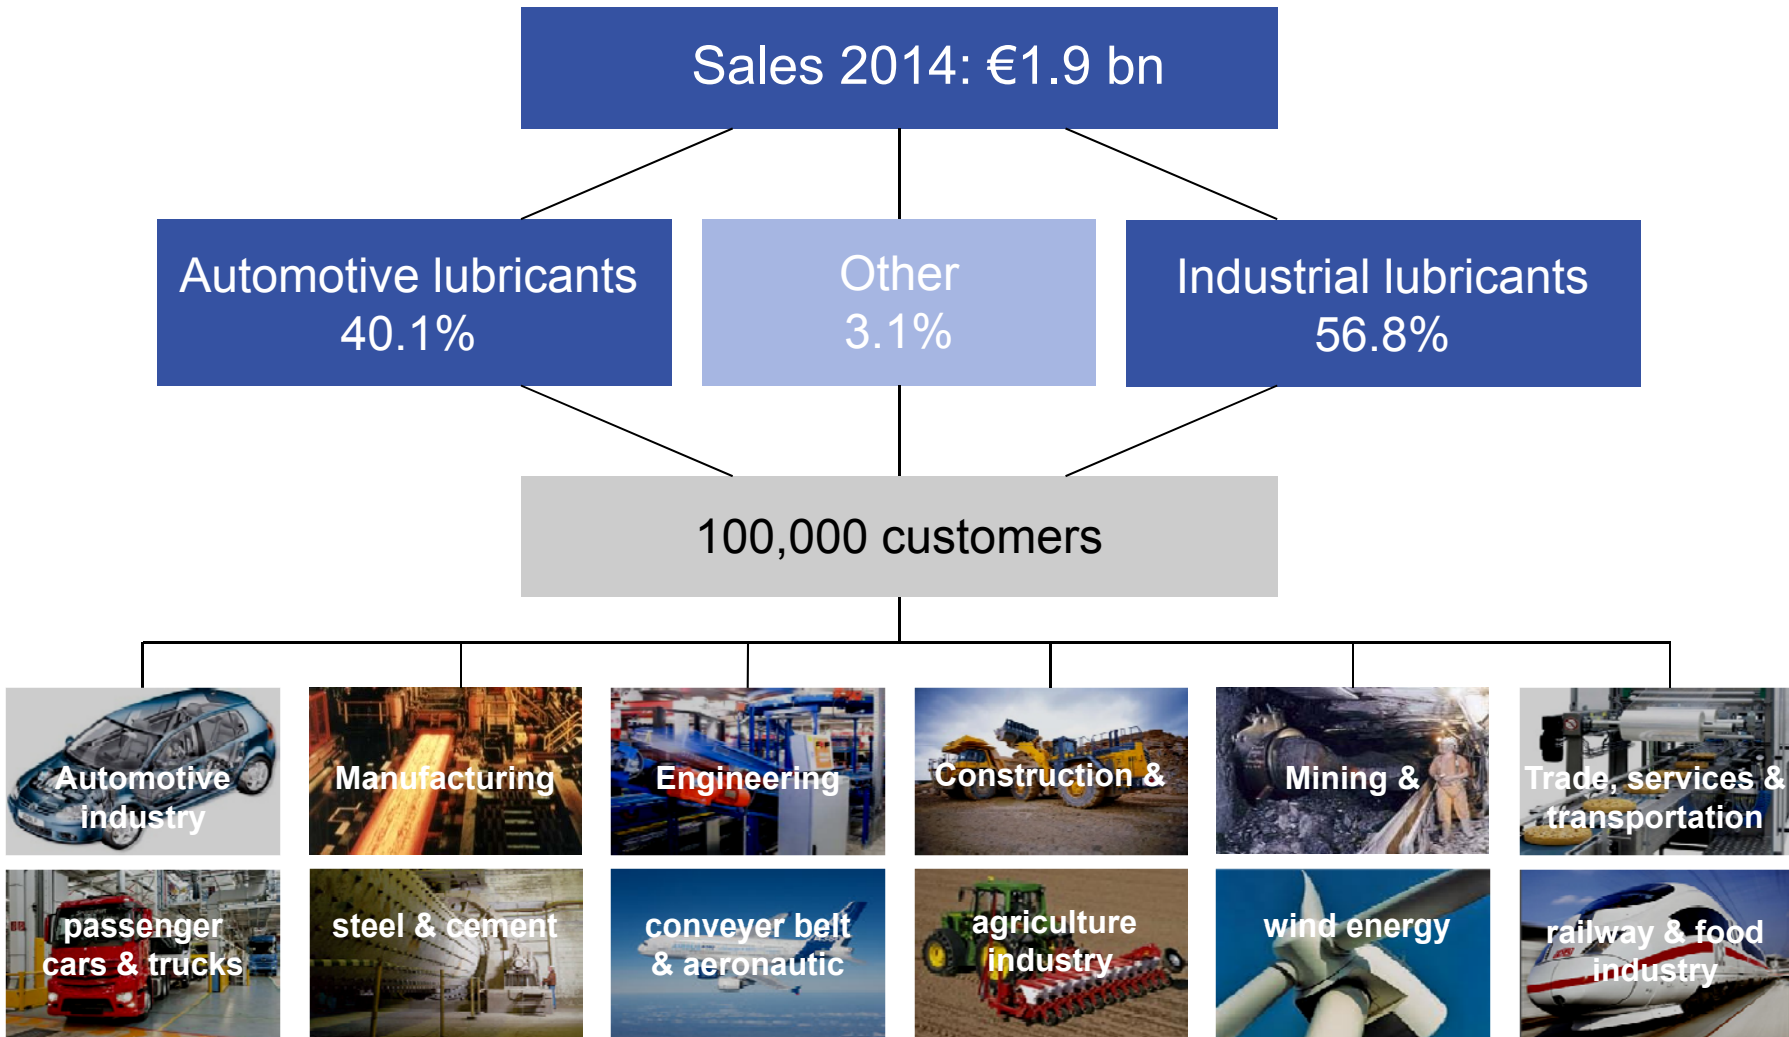 Sales 2014: €1.9 bn
Automotive lubricants
40.1%
Other
3.1%
Industrial lubricants
56.8%
100,000 customers
Automotive
industry
Manufacturing
Engineering
Construction &
Mining &
Trade, services &
transportation
passenger
cars & trucks
steel & cement
conveyer belt
& aeronautic
agriculture
industry
wind energy
railway & food
industry